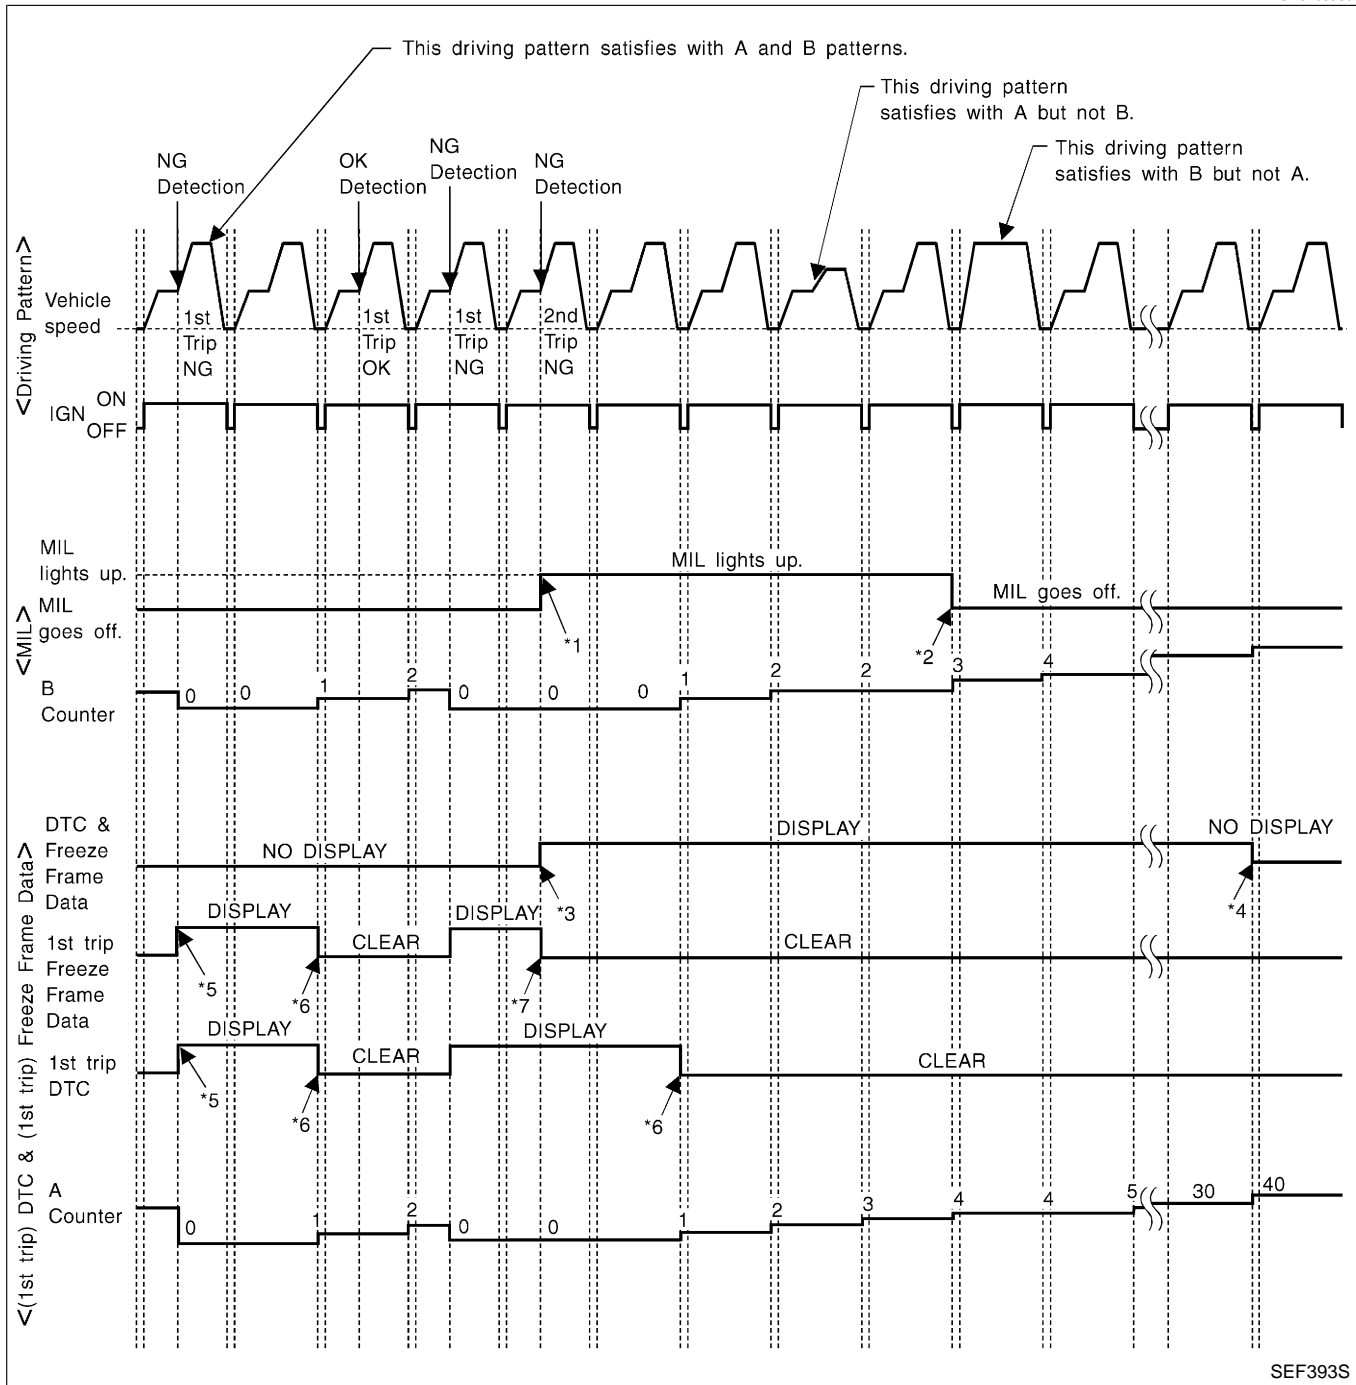 This driving pattern satisfies with A and B patterns.
This driving pattern
satisfies with A but not B.
This driving pattern
satisfies with B but not A.
NG
Detection
OK
Detection
NG
Detection
NG
Detection
<Driving Pattern>
Vehicle
speed
1st
Trip
NG
1st
Trip
OK
1st
Trip
NG
2nd
Trip
NG
IGN
ON
OFF
<MIL>
MIL
lights up.
MIL
goes off.
MIL lights up.
MIL goes off.
*1
*2
B
Counter
0 0 1 2 0 0 0 1 2 2 3 4
<(1st trip) DTC & (1st trip) Freeze Frame Data>
DTC &
Freeze
Frame
Data
NO DISPLAY
DISPLAY
NO DISPLAY
*3
*4
1st trip
Freeze
Frame
Data
DISPLAY
CLEAR
DISPLAY
CLEAR
*5
*6
*7
1st trip
DTC
DISPLAY
CLEAR
DISPLAY
CLEAR
*5
*6
*6
A
Counter
0 1 2 0 0 1 2 3 4 4 5 30 40
SEF393S